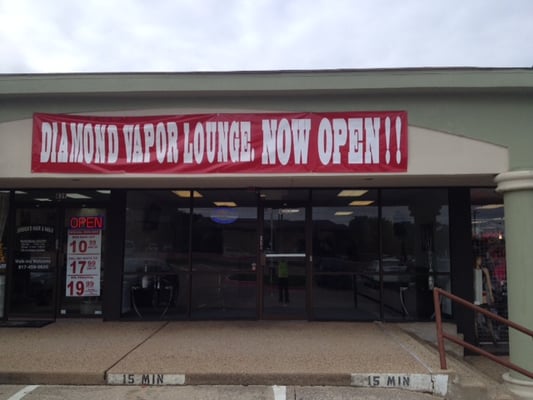 DIAMOND VAPOR LOUNGE, NOW OPEN!!
OPEN
10 99
17 99
19 99
Walk-ins Welcome
15 MIN
15 MIN